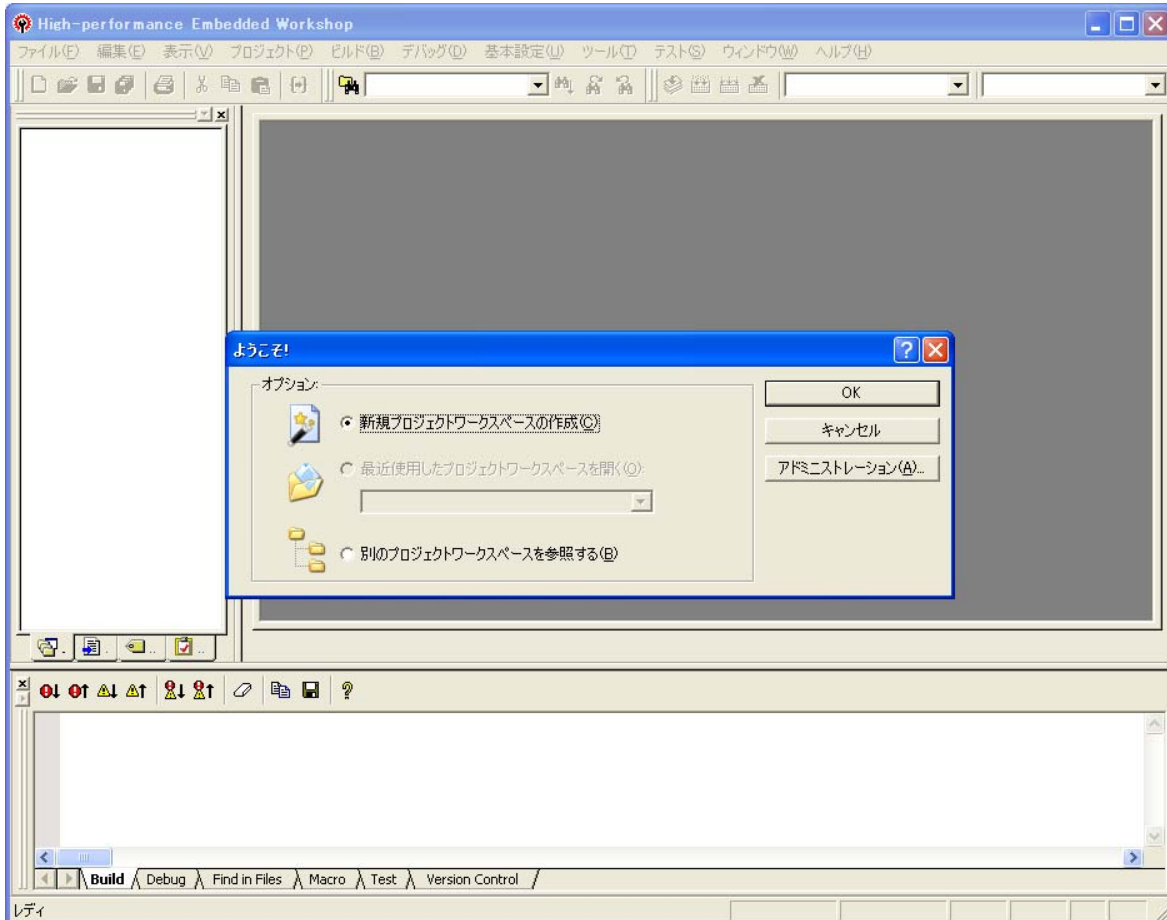 High-performance Embedded Workshop
ファイル(F) 編集(E) 表示(V) プロジェクト(P) ビルド(B) デバッグ(D) 基本設定(U) ツール(T) テスト(S) ウィンドウ(W) ヘルプ(H)
ようこそ!
オプション:
新規プロジェクトワークスペースの作成(C)
最近使用したプロジェクトワークスペースを開く(O):
別のプロジェクトワークスペースを参照する(B)
OK
キャンセル
アドミニストレーション(A)...
Build Debug Find in Files Macro Test Version Control
レディ